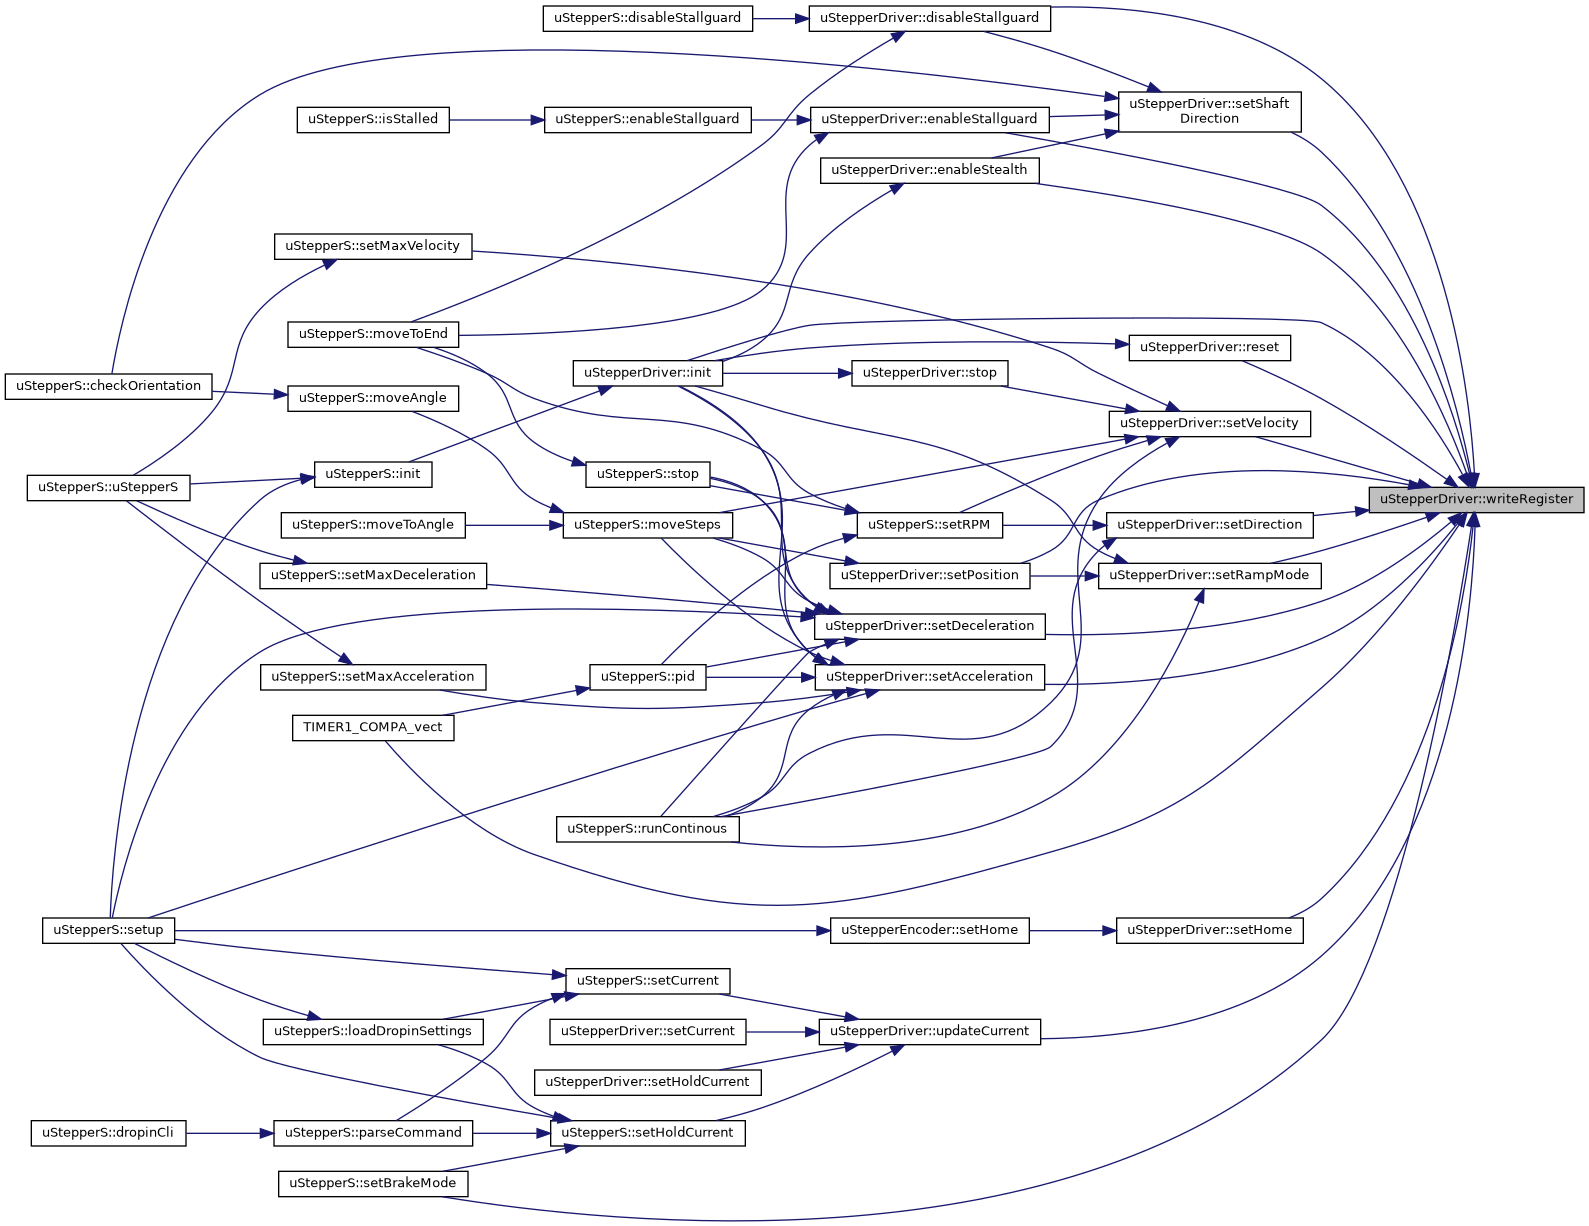 uStepperS::disableStallguard
uStepperDriver::disableStallguard
uStepperDriver::setShaft
Direction
uStepperS::isStalled
uStepperS::enableStallguard
uStepperDriver::enableStallguard
uStepperDriver::enableStealth
uStepperS::setMaxVelocity
uStepperS::moveToEnd
uStepperDriver::reset
uStepperS::checkOrientation
uStepperDriver::init
uStepperDriver::stop
uStepperS::moveAngle
uStepperDriver::setVelocity
uStepperS::uStepperS
uStepperS::init
uStepperS::stop
uStepperDriver::writeRegister
uStepperS::moveToAngle
uStepperS::moveSteps
uStepperS::setRPM
uStepperDriver::setDirection
uStepperS::setMaxDeceleration
uStepperDriver::setPosition
uStepperDriver::setRampMode
uStepperDriver::setDeceleration
uStepperS::setMaxAcceleration
uStepperS::pid
uStepperDriver::setAcceleration
TIMER1_COMPA_vect
uStepperS::runContinous
uStepperS::setup
uStepperEncoder::setHome
uStepperDriver::setHome
uStepperS::setCurrent
uStepperS::loadDropinSettings
uStepperDriver::setCurrent
uStepperDriver::updateCurrent
uStepperDriver::setHoldCurrent
uStepperS::dropinCli
uStepperS::parseCommand
uStepperS::setHoldCurrent
uStepperS::setBrakeMode